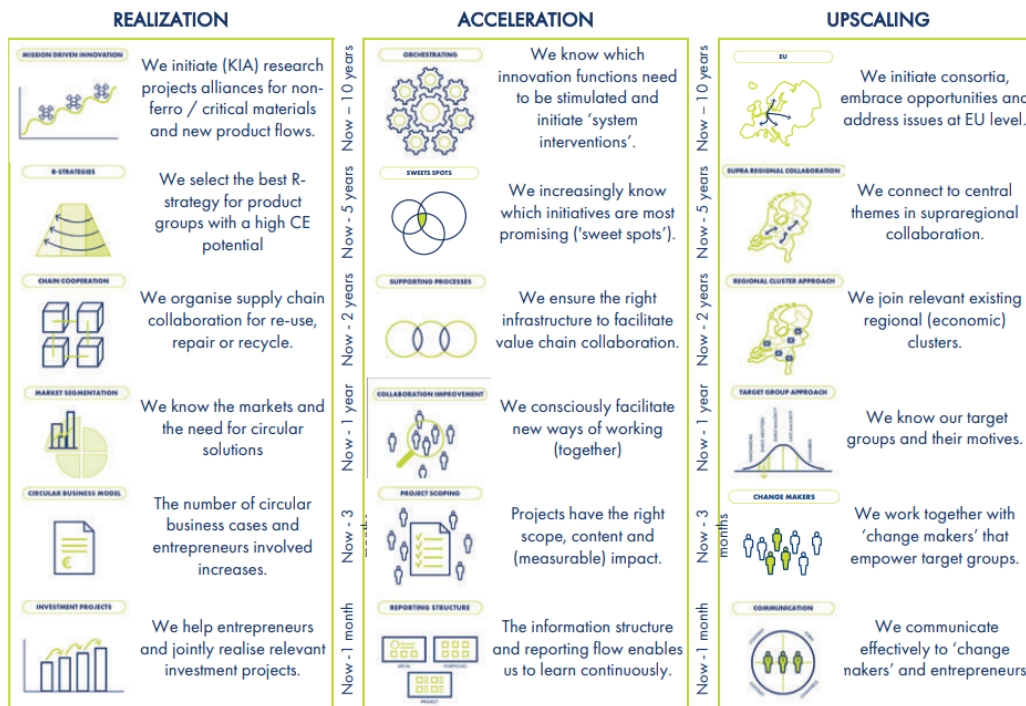 REALIZATION
MISSION DRIVEN INNOVATION
We initiate (KIA) research
projects alliances for non-
ferro / critical materials
and new product flows.
R-STRATEGIES
We select the best R-
strategy for product
groups with a high CE
potential
CHAIN COOPERATION
We organise supply chain
collaboration for re-use,
repair or recycle.
MARKET SEGMENTATION
We know the markets and
the need for circular
solutions
CIRCULAR BUSINESS MODEL
€
The number of circular
business cases and
entrepreneurs involved
increases.
INVESTMENT PROJECTS
We help entrepreneurs
and jointly realise relevant
investment projects.
Now – 10 years
Now - 5 years
Now - 2 years
Now - 1 year
Now - 3
months
Now -1 month
ACCELERATION
ORCHESTRATING
We know which
innovation functions need
to be stimulated and
initiate ‘system
interventions’.
SWEETS SPOTS
We increasingly know
which initiatives are most
promising ('sweet spots’).
SUPPORTING PROCESSES
We ensure the right
infrastructure to facilitate
value chain collaboration.
COLLABORATION IMPROVEMENT
We consciously facilitate
new ways of working
(together)
PROJECT SCOPING
Projects have the right
scope, content and
(measurable) impact.
REPORTING STRUCTURE
PORTFOLIO
PROJECT
The information structure
and reporting flow enables
us to learn continuously.
Now – 10 years
Now - 5 years
Now - 2 years
Now - 1 year
Now - 3
months
Now -1 month
UPSCALING
EU
We initiate consortia,
embrace opportunities and
address issues at EU level.
SUPRA REGIONAL COLLABORATION
We connect to central
themes in supraregional
collaboration.
REGIONAL CLUSTER APPROACH
We join relevant existing
regional (economic)
clusters.
TARGET GROUP APPROACH
INNOVATORS
EARLY ADOPTERS
EARLY MAJORITY
LATE MAJORITY
We know our target
groups and their motives.
CHANGE MAKERS
We work together with
‘change makers’ that
empower target groups.
COMMUNICATION
We communicate
effectively to ‘change
makers’ and entrepreneurs